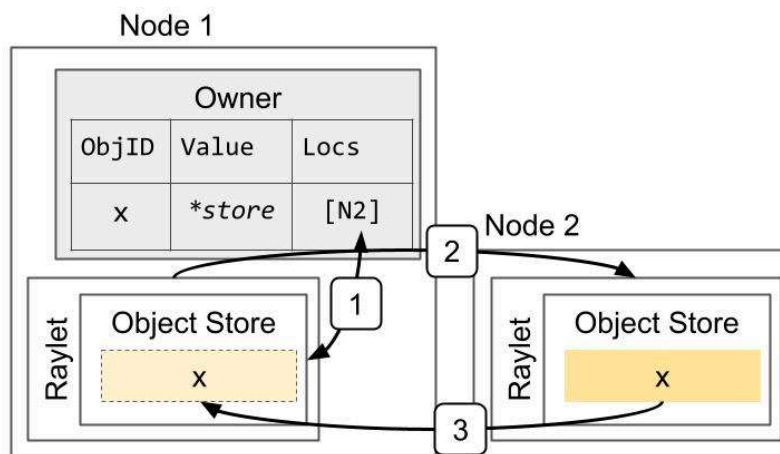 Node 1
Owner
ObjID Value Locs
x *store [N2]
2
Node 2
1
Raylet
Object Store
x
Raylet
Object Store
x
3